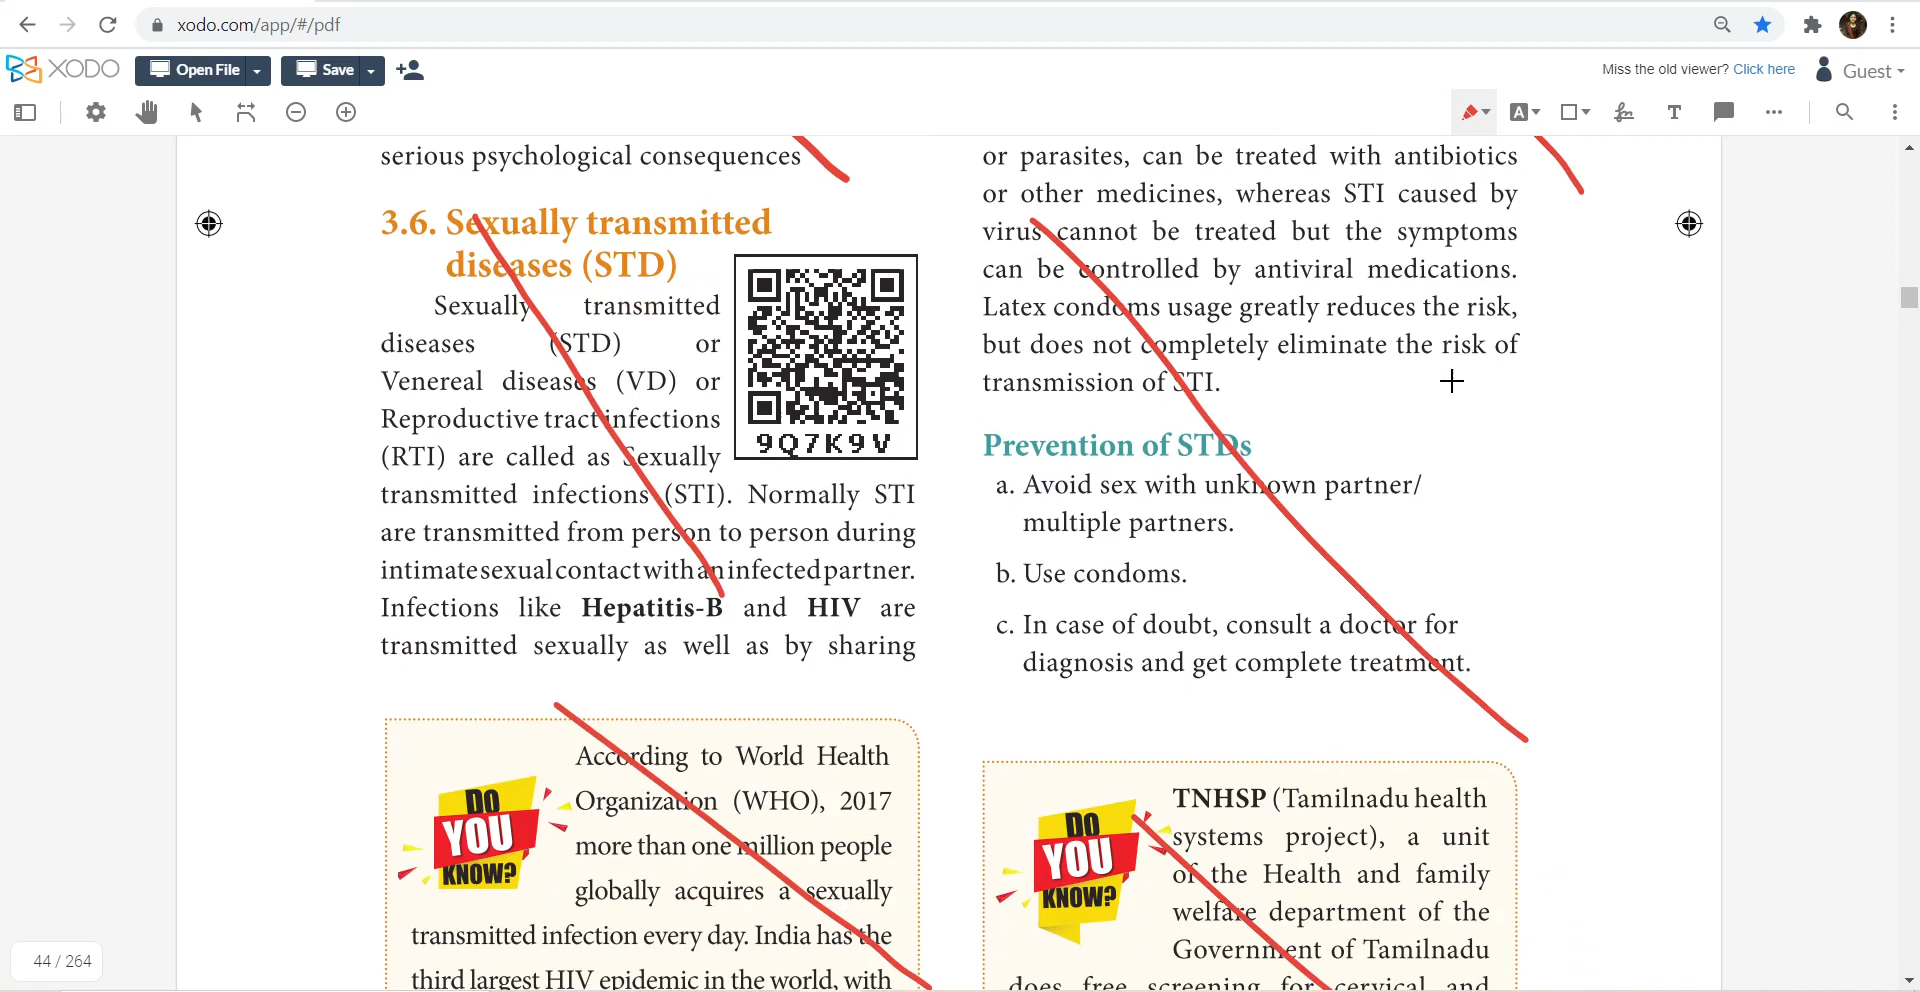 xodo.com/app/#/pdf
XODO
Open File
Save
Miss the old viewer? Click here
Guest
A
T
serious psychological consequences
3.6. Sexually transmitted
diseases (STD)
Sexually transmitted
diseases (STD) or
Venereal diseases (VD) or
Reproductive tract infections
(RTI) are called as Sexually
transmitted infections (STI). Normally STI
are transmitted from person to person during
intimate sexual contact with an infected partner.
Infections like Hepatitis-B and HIV are
transmitted sexually as well as by sharing
9Q7K9V
DO
YOU
KNOW?
According to World Health
Organization (WHO), 2017
more than one million people
globally acquires a sexually
transmitted infection every day. India has the
third largest HIV epidemic in the world, with
or parasites, can be treated with antibiotics
or other medicines, whereas STI caused by
virus cannot be treated but the symptoms
can be controlled by antiviral medications.
Latex condoms usage greatly reduces the risk,
but does not completely eliminate the risk of
transmission of STI.
Prevention of STDs
a. Avoid sex with unknown partner/
multiple partners.
b. Use condoms.
c. In case of doubt, consult a doctor for
diagnosis and get complete treatment.
DO
YOU
KNOW?
TNHSP (Tamilnadu health
systems project), a unit
of the Health and family
welfare department of the
Government of Tamilnadu
does free screening for cervical and
44 / 264